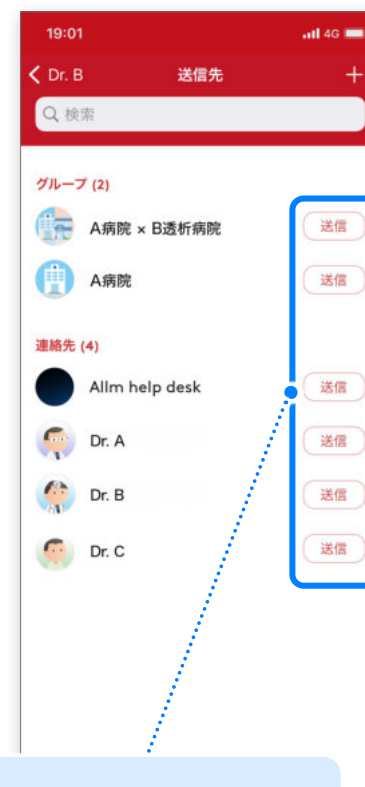 19:01 4G
Dr. B 送信先 +
検索
グループ (2)
A病院 × B透析病院 送信
A病院 送信
連絡先 (4)
Allm help desk 送信
Dr. A 送信
Dr. B 送信
Dr. C 送信